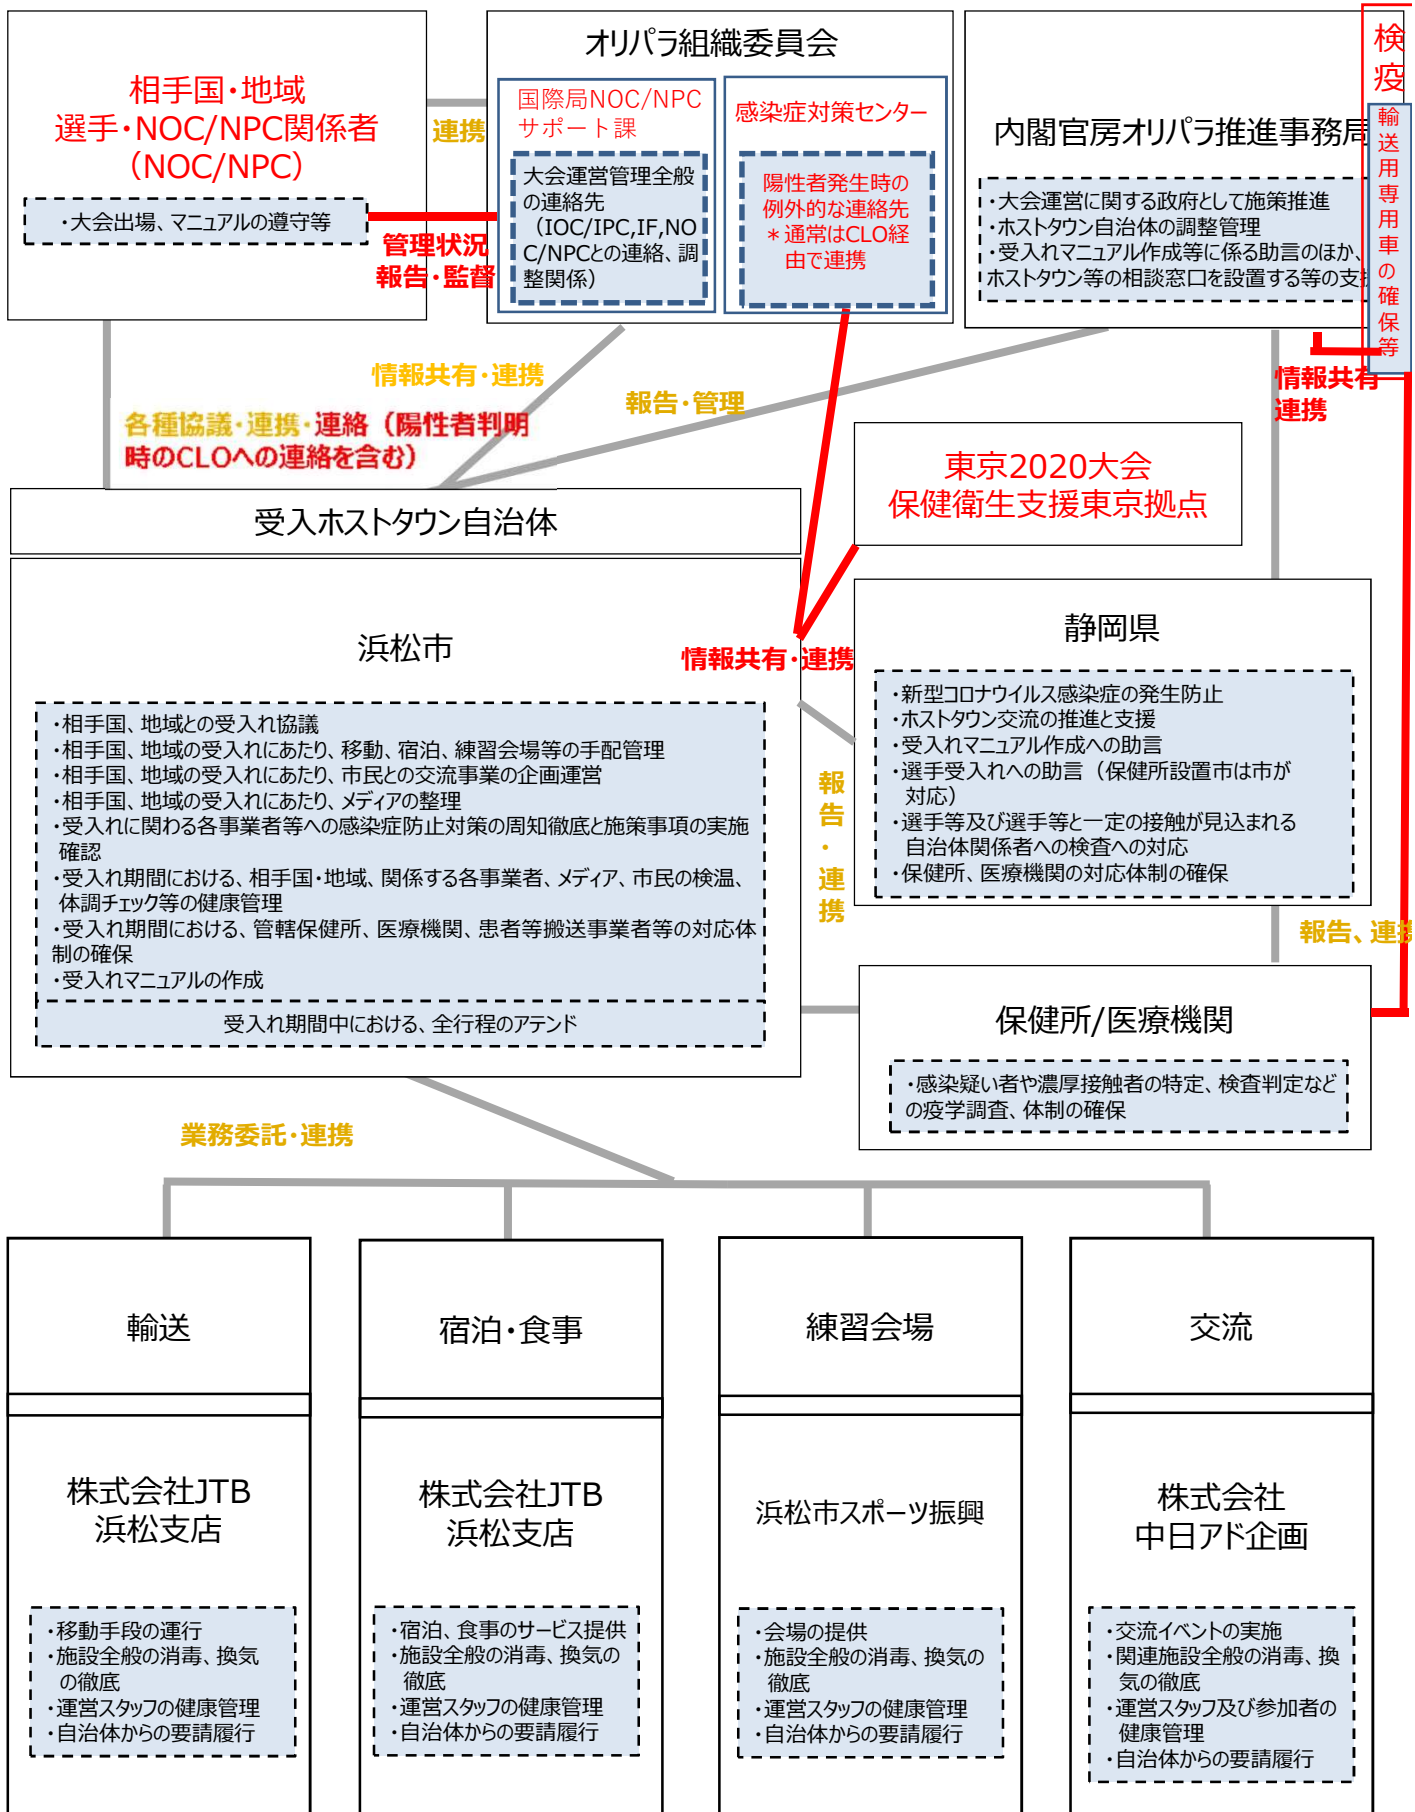 相手国・地域
選手・NOC/NPC関係者
（NOC/NPC）
・大会出場、マニュアルの遵守等
連携
管理状況
報告・監督
オリパラ組織委員会
国際局NOC/NPC
サポート課
大会運営管理全般
の連絡先
（IOC/IPC,IF,NO
C/NPCとの連絡、調
整関係）
感染症対策センター
陽性者発生時の
例外的な連絡先
＊通常はCLO経
由で連携
内閣官房オリパラ推進事務局
・大会運営に関する政府として施策推進
・ホストタウン自治体の調整管理
・受入れマニュアル作成等に係る助言のほか、
ホストタウン等の相談窓口を設置する等の支援
検疫
輸送用専用車の確保等
情報共有
連携
情報共有・連携
報告・管理
各種協議・連携・連絡（陽性者判明
時のCLOへの連絡を含む）
東京2020大会
保健衛生支援東京拠点
受入ホストタウン自治体
浜松市
情報共有・連携
・相手国、地域との受入れ協議
・相手国、地域の受入れにあたり、移動、宿泊、練習会場等の手配管理
・相手国、地域の受入れにあたり、市民との交流事業の企画運営
・相手国、地域の受入れにあたり、メディアの整理
・受入れに関わる各事業者等への感染症防止対策の周知徹底と施策事項の実施
確認
・受入れ期間における、相手国・地域、関係する各事業者、メディア、市民の検温、
体調チェック等の健康管理
・受入れ期間における、管轄保健所、医療機関、患者等搬送事業者等の対応体
制の確保
・受入れマニュアルの作成
受入れ期間中における、全行程のアテンド
報告・連携
静岡県
・新型コロナウイルス感染症の発生防止
・ホストタウン交流の推進と支援
・受入れマニュアル作成への助言
・選手受入れへの助言（保健所設置市は市が
対応）
・選手等及び選手等と一定の接触が見込まれる
自治体関係者への検査への対応
・保健所、医療機関の対応体制の確保
報告、連携
保健所/医療機関
・感染疑い者や濃厚接触者の特定、検査判定など
の疫学調査、体制の確保
業務委託・連携
輸送
株式会社JTB
浜松支店
・移動手段の運行
・施設全般の消毒、換気
の徹底
・運営スタッフの健康管理
・自治体からの要請履行
宿泊・食事
株式会社JTB
浜松支店
・宿泊、食事のサービス提供
・施設全般の消毒、換気の
徹底
・運営スタッフの健康管理
・自治体からの要請履行
練習会場
浜松市スポーツ振興
・会場の提供
・施設全般の消毒、換気の
徹底
・運営スタッフの健康管理
・自治体からの要請履行
交流
株式会社
中日アド企画
・交流イベントの実施
・関連施設全般の消毒、換
気の徹底
・運営スタッフ及び参加者の
健康管理
・自治体からの要請履行